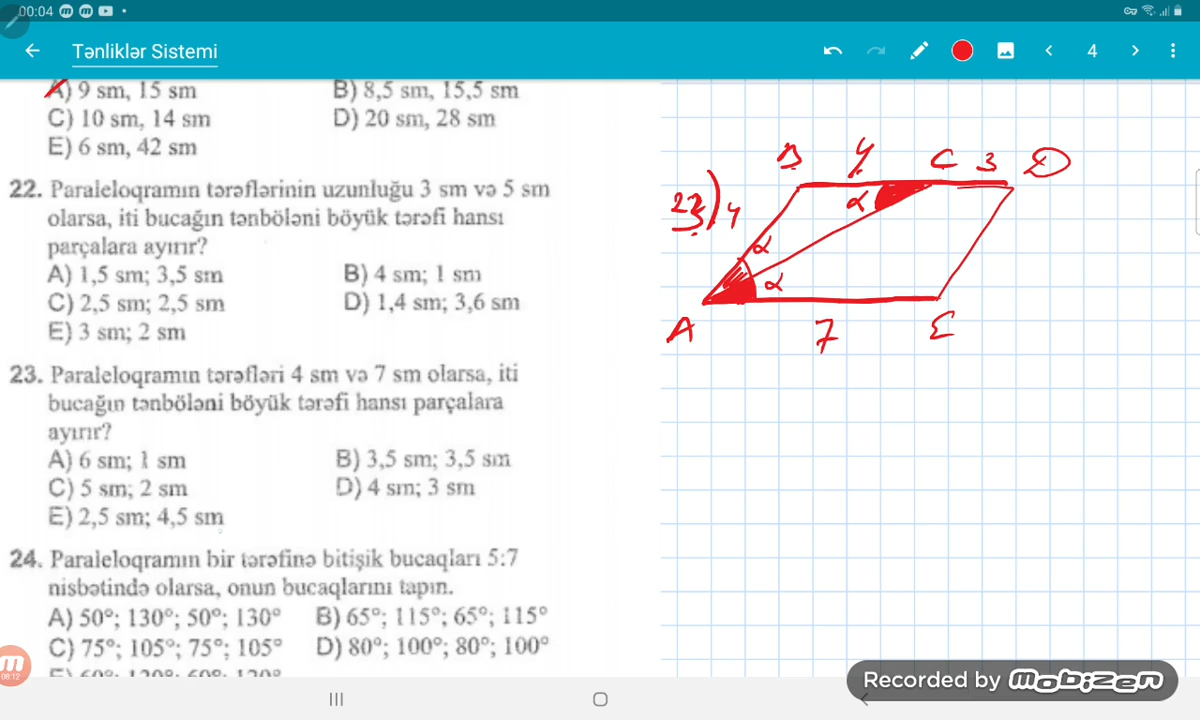 00:04
Tənliklər Sistemi
4
A) 9 sm, 15 sm B) 8,5 sm, 15,5 sm
C) 10 sm, 14 sm D) 20 sm, 28 sm
E) 6 sm, 42 sm
22. Paraleloqramın tərəflərinin uzunluğu 3 sm və 5 sm
olarsa, iti bucağın tənböləni böyük tərəfi hansı
parçalara ayırır?
A) 1,5 sm; 3,5 sm B) 4 sm; 1 sm
C) 2,5 sm; 2,5 sm D) 1,4 sm; 3,6 sm
E) 3 sm; 2 sm
23. Paraleloqramın tərəfləri 4 sm və 7 sm olarsa, iti
bucağın tənböləni böyük tərəfi hansı parçalara
ayırır?
A) 6 sm; 1 sm B) 3,5 sm; 3,5 sm
C) 5 sm; 2 sm D) 4 sm; 3 sm
E) 2,5 sm; 4,5 sm
24. Paraleloqramın bir tərəfinə bitişik bucaqları 5:7
nisbətində olarsa, onun bucaqlarını tapın.
A) 50°; 130°; 50°; 130° B) 65°; 115°; 65°; 115°
C) 75°; 105°; 75°; 105° D) 80°; 100°; 80°; 100°
E) 60°; 120°; 60°; 120°
B 4 C 3 D
23) 4 α
α
α
A 7 E
m
08:12
Recorded by mobizen